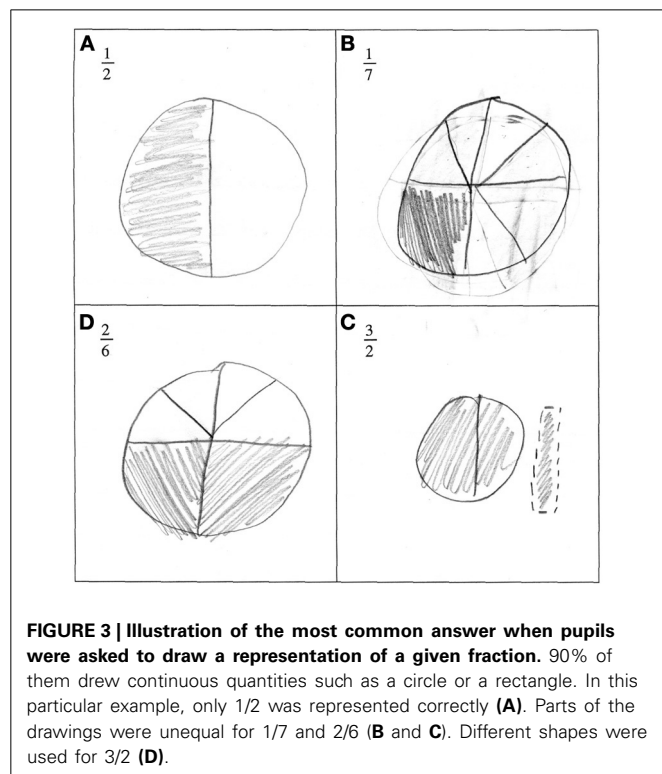 A 1/2
B 1/7
D 2/6
C 3/2
FIGURE 3 | Illustration of the most common answer when pupils
were asked to draw a representation of a given fraction. 90% of
them drew continuous quantities such as a circle or a rectangle. In this
particular example, only 1/2 was represented correctly (A). Parts of the
drawings were unequal for 1/7 and 2/6 (B and C). Different shapes were
used for 3/2 (D).